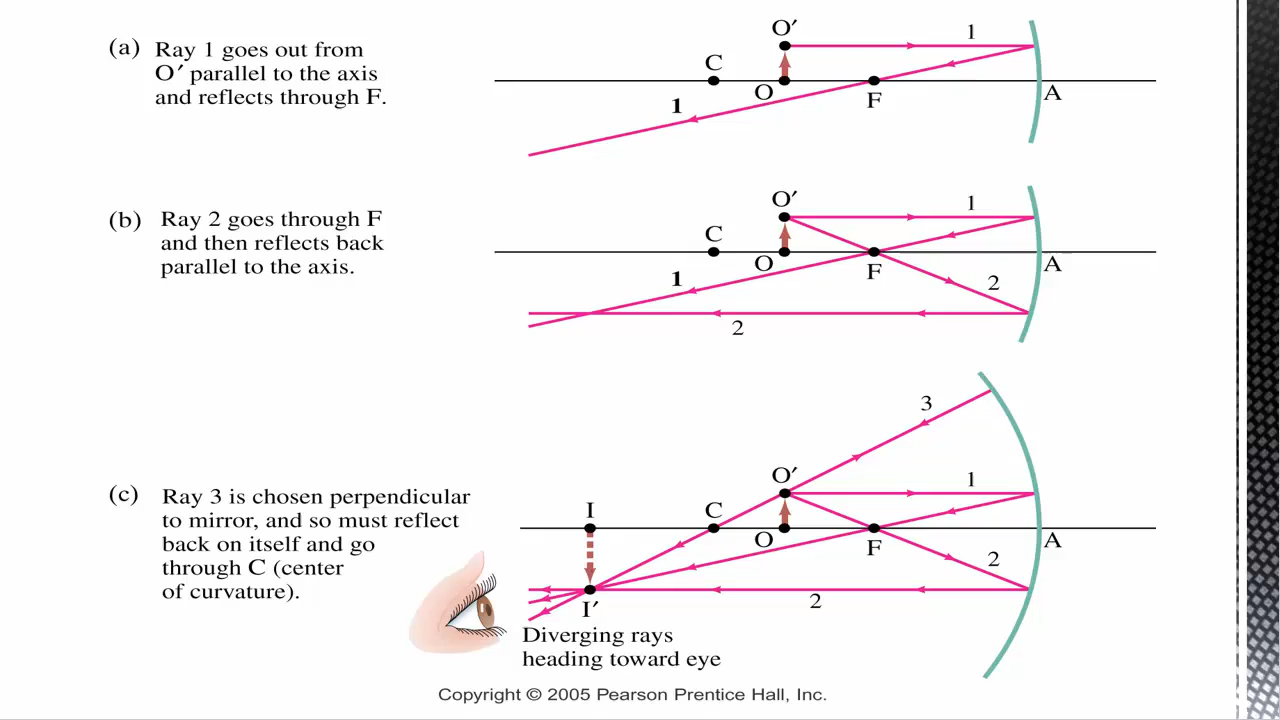 (a) Ray 1 goes out from
O′ parallel to the axis
and reflects through F.
O′
1
C
O
F
A
1
(b) Ray 2 goes through F
and then reflects back
parallel to the axis.
O′
1
C
O
F
A
1
2
2
3
(c) Ray 3 is chosen perpendicular
to mirror, and so must reflect
back on itself and go
through C (center
of curvature).
O′
1
I
C
O
F
A
2
2
I′
Diverging rays
heading toward eye
Copyright © 2005 Pearson Prentice Hall, Inc.